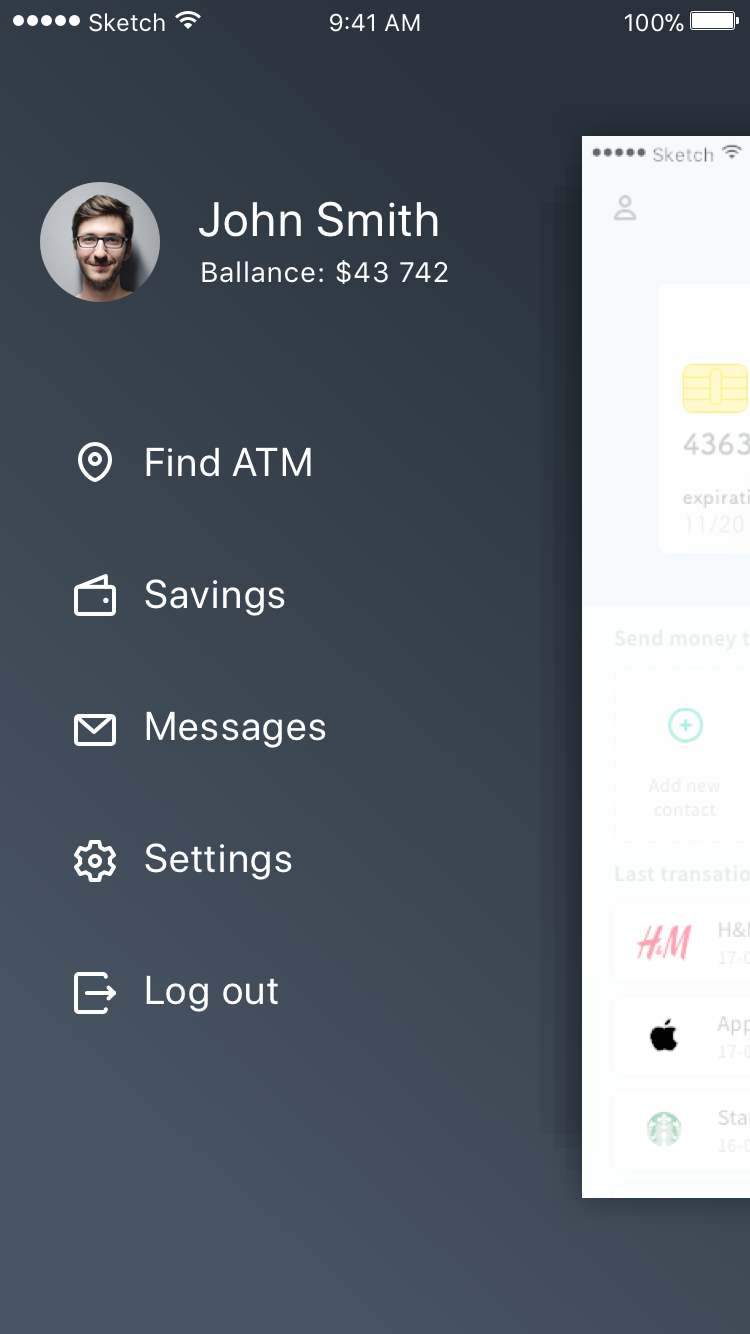 Sketch
9:41 AM
100%
John Smith
Ballance: $43 742
Find ATM
Savings
Messages
Settings
Log out
Sketch
4363
expirati
11/20
Send money t
Add new
contact
Last transatio
H&M
H&M
17-0
App
17-0
Sta
16-0